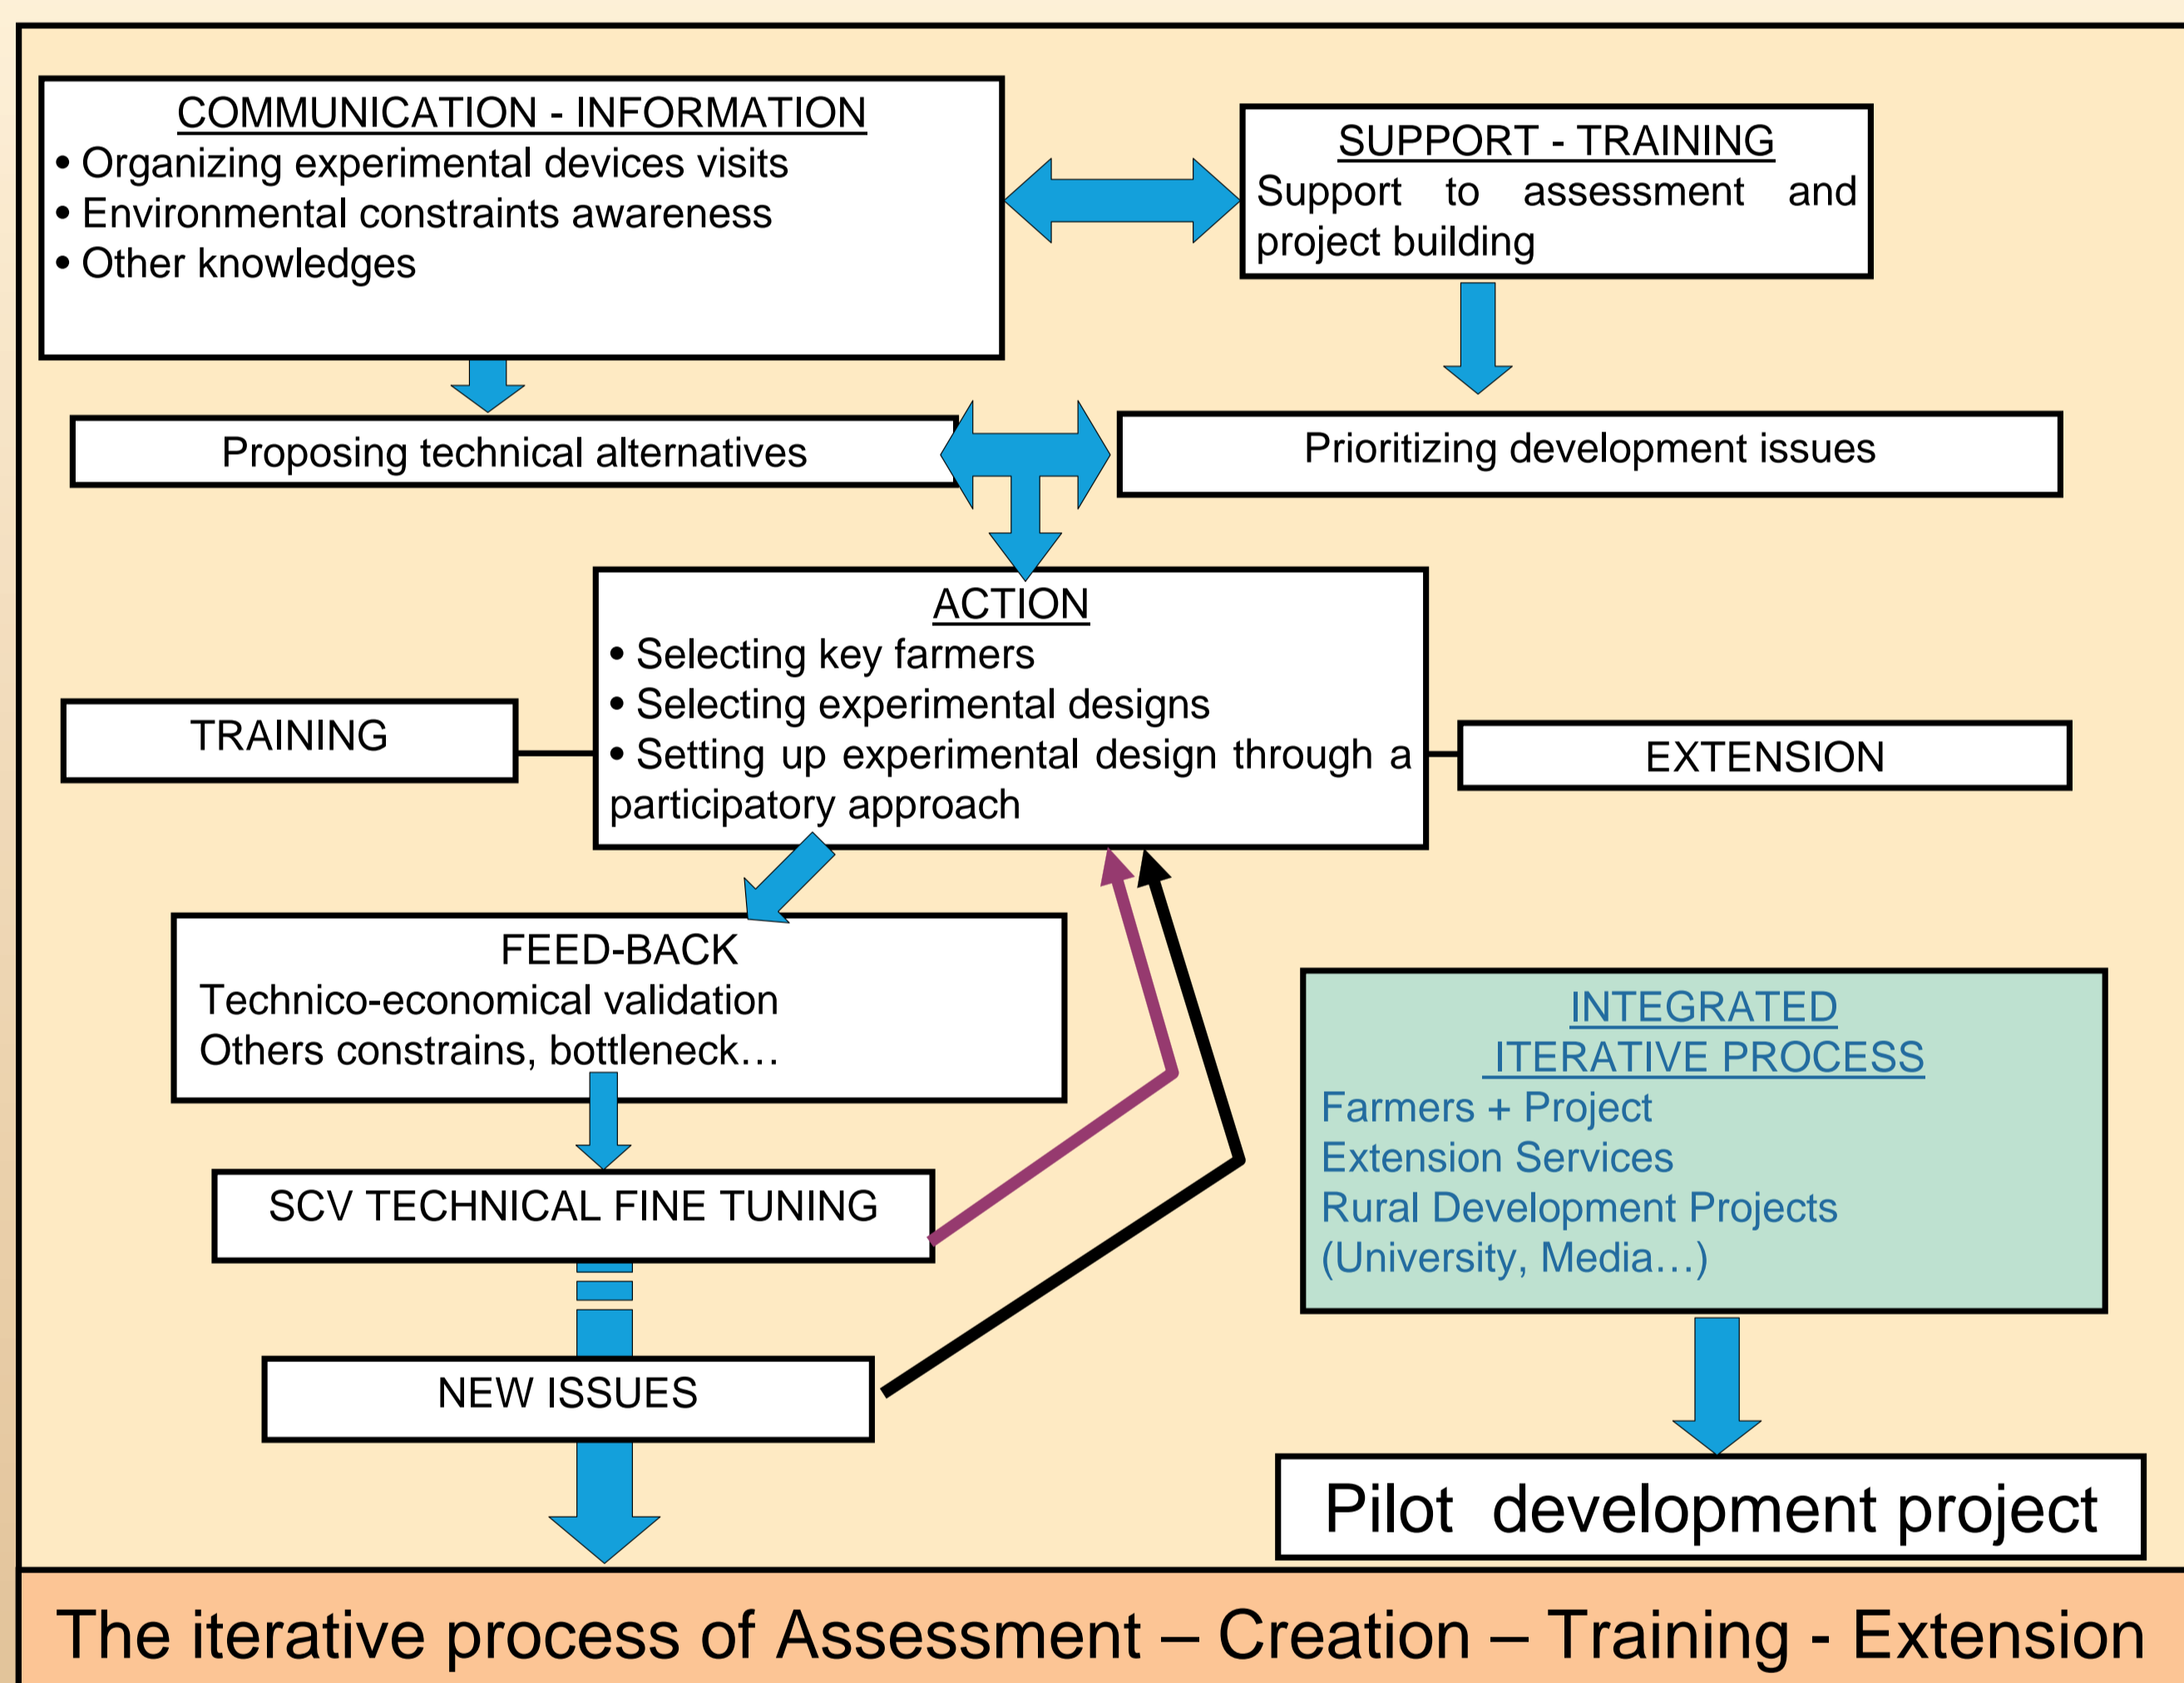 COMMUNICATION - INFORMATION
• Organizing experimental devices visits
• Environmental constraints awareness
• Other knowledges
SUPPORT - TRAINING
Support to assessment and
project building
Proposing technical alternatives
Prioritizing development issues
ACTION
• Selecting key farmers
• Selecting experimental designs
• Setting up experimental design through a
participatory approach
TRAINING
EXTENSION
FEED-BACK
Technico-economical validation
Others constrains, bottleneck…
SCV TECHNICAL FINE TUNING
NEW ISSUES
INTEGRATED
ITERATIVE PROCESS
Farmers + Project
Extension Services
Rural Development Projects
(University, Media…)
Pilot development project
The iterative process of Assessment – Creation – Training - Extension